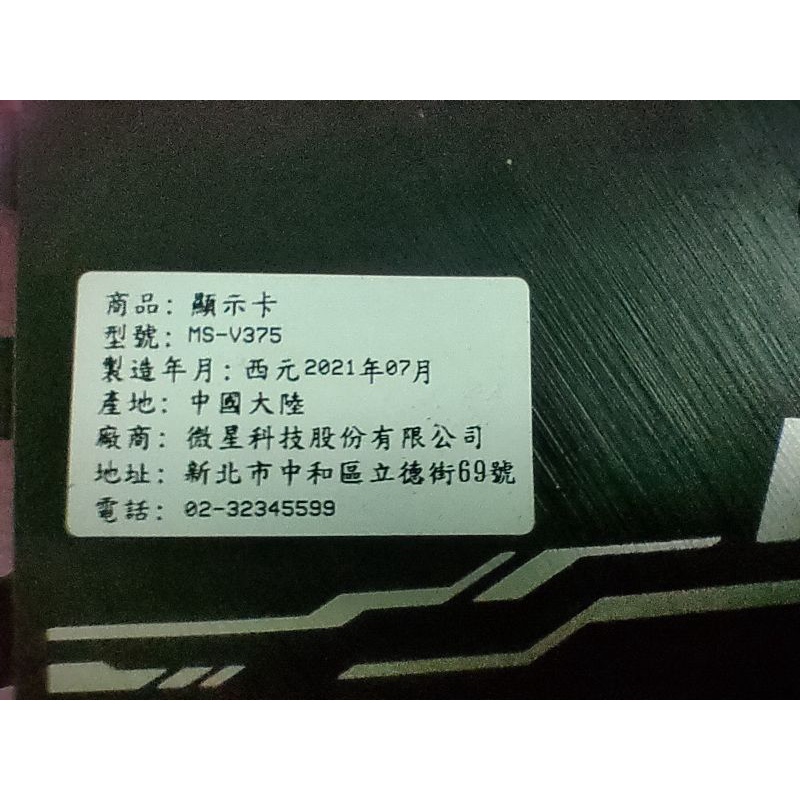 商品: 顯示卡
型號: MS-V375
製造年月: 西元2021年07月
產地: 中國大陸
廠商: 微星科技股份有限公司
地址: 新北市中和區立德街69號
電話: 02-32345599